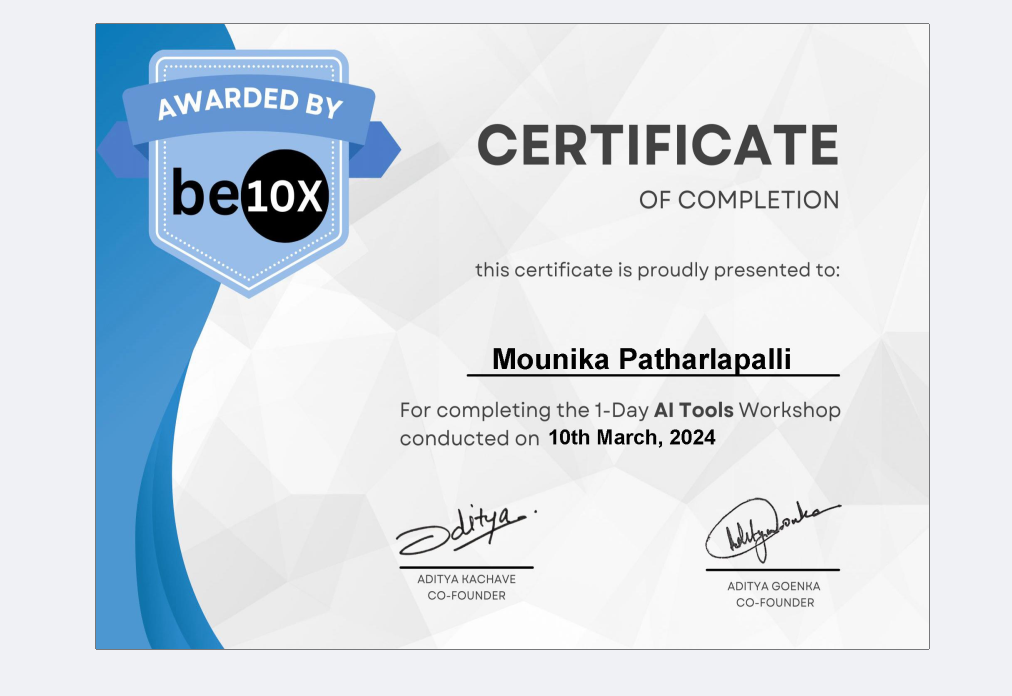 AWARDED BY
be10X
CERTIFICATE
OF COMPLETION
this certificate is proudly presented to:
Mounika Patharlapalli
For completing the 1-Day AI Tools Workshop
conducted on 10th March, 2024
Aditya
ADITYA KACHAVE
CO-FOUNDER
ADITYA GOENKA
CO-FOUNDER